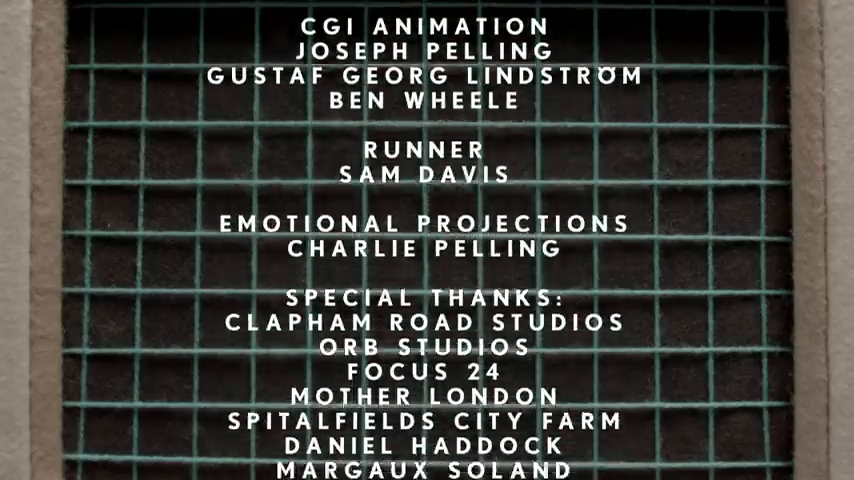 CGI ANIMATION
JOSEPH PELLING
GUSTAF GEORG LINDSTRÖM
BEN WHEELE
RUNNER
SAM DAVIS
EMOTIONAL PROJECTIONS
CHARLIE PELLING
SPECIAL THANKS:
CLAPHAM ROAD STUDIOS
ORB STUDIOS
FOCUS 24
MOTHER LONDON
SPITALFIELDS CITY FARM
DANIEL HADDOCK
MARGAUX SOLAND